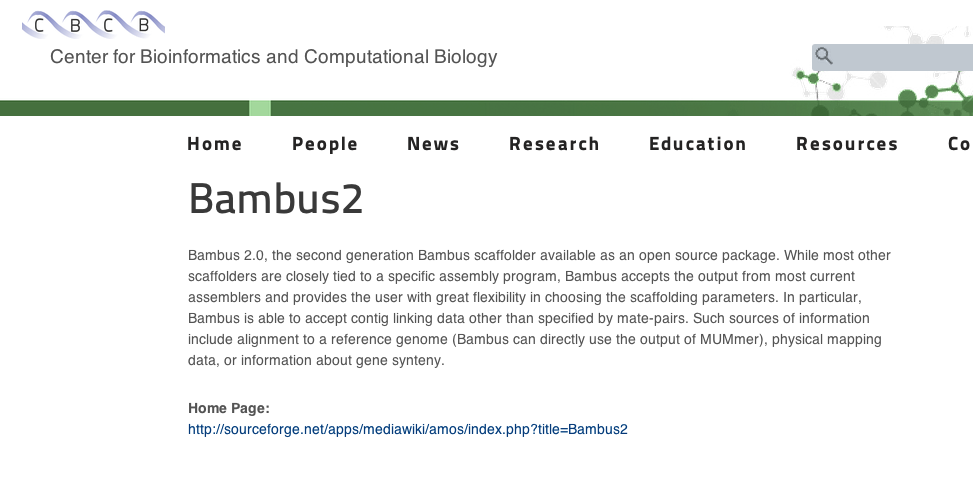 C B C B
Center for Bioinformatics and Computational Biology
Home People News Research Education Resources Co
Bambus2
Bambus 2.0, the second generation Bambus scaffolder available as an open source package. While most other
scaffolders are closely tied to a specific assembly program, Bambus accepts the output from most current
assemblers and provides the user with great flexibility in choosing the scaffolding parameters. In particular,
Bambus is able to accept contig linking data other than specified by mate-pairs. Such sources of information
include alignment to a reference genome (Bambus can directly use the output of MUMmer), physical mapping
data, or information about gene synteny.
Home Page:
http://sourceforge.net/apps/mediawiki/amos/index.php?title=Bambus2